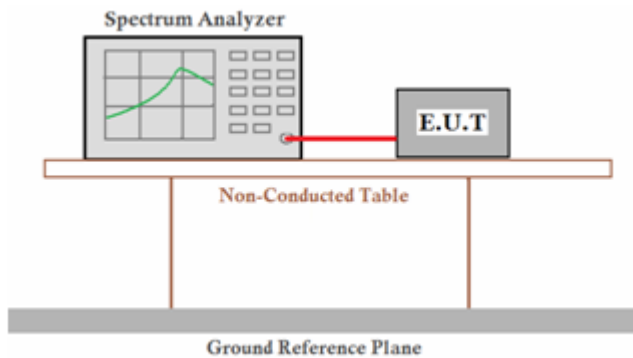 Spectrum Analyzer
E.U.T
Non-Conducted Table
Ground Reference Plane